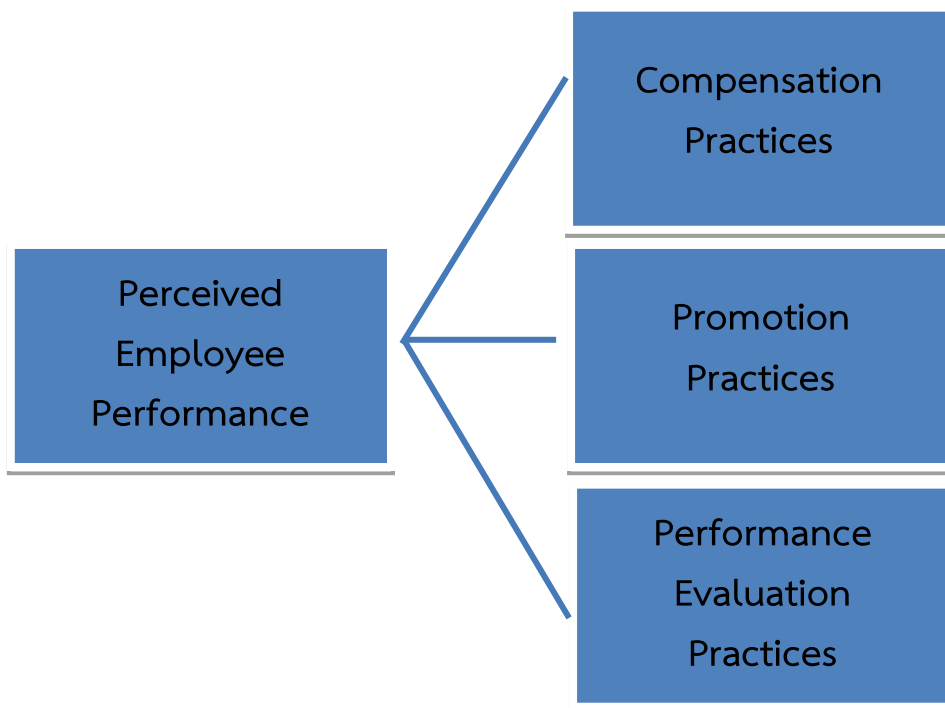 Compensation
Practices
Perceived
Employee
Performance
Promotion
Practices
Performance
Evaluation
Practices